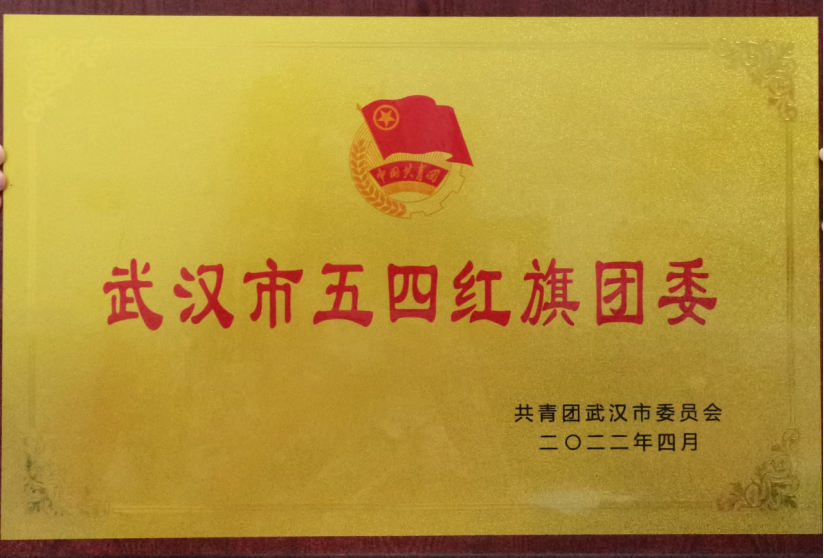 中国共青团
武汉市五四红旗团委
共青团武汉市委员会
二〇二二年四月